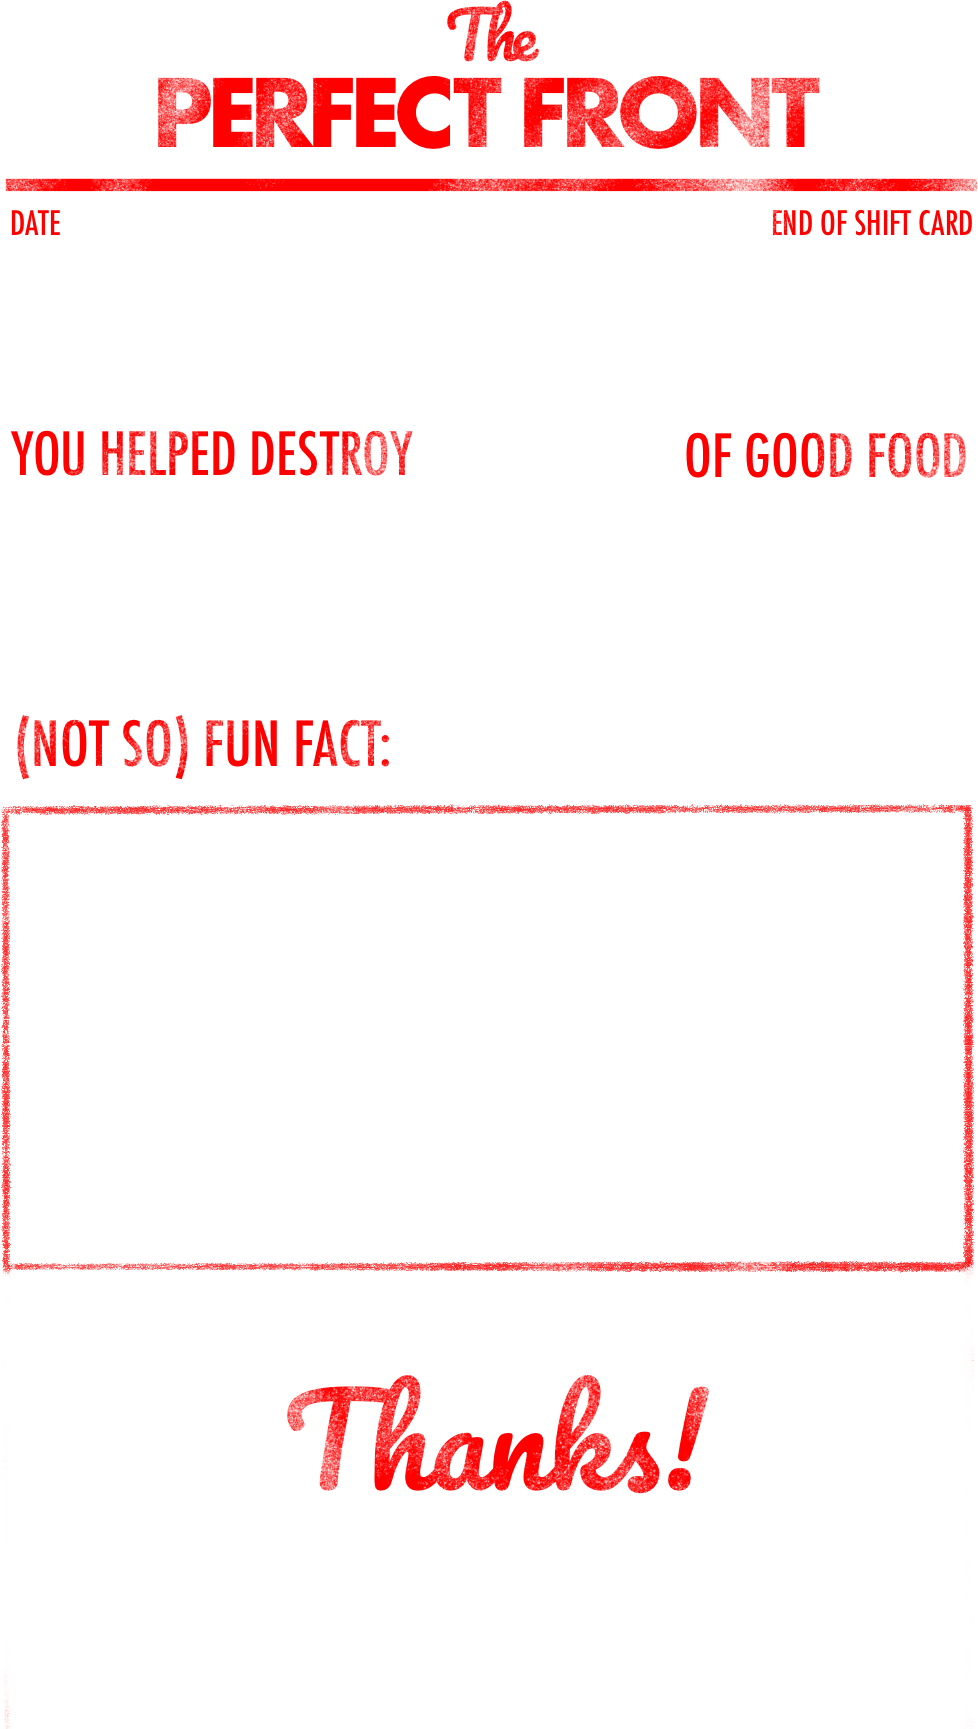 The
PERFECT FRONT
DATE END OF SHIFT CARD
YOU HELPED DESTROY OF GOOD FOOD
(NOT SO) FUN FACT:
Thanks!